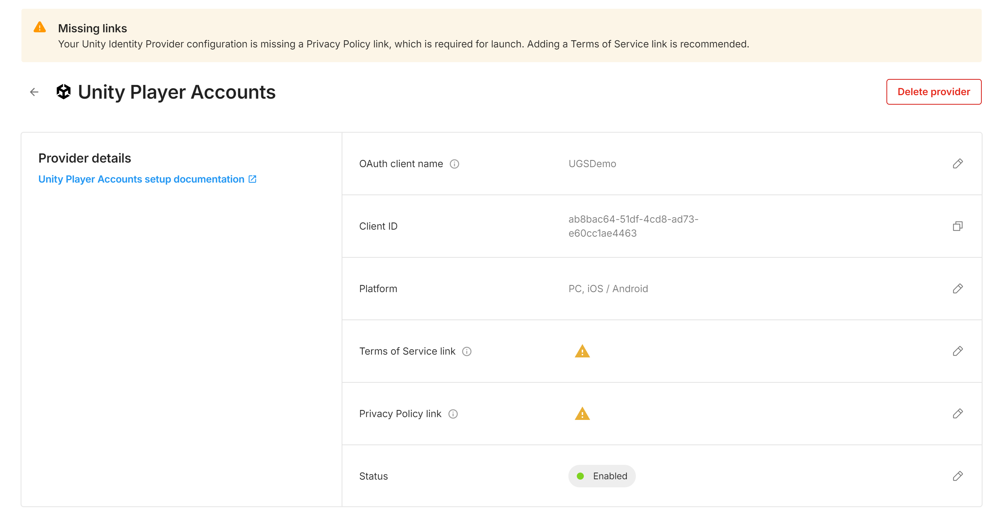 Missing links
Your Unity Identity Provider configuration is missing a Privacy Policy link, which is required for launch. Adding a Terms of Service link is recommended.
Unity Player Accounts
Delete provider
Provider details
Unity Player Accounts setup documentation
OAuth client name
UGSDemo
Client ID
ab8bac64-51df-4cd8-ad73-
e60cc1ae4463
Platform
PC, iOS / Android
Terms of Service link
Privacy Policy link
Status
Enabled